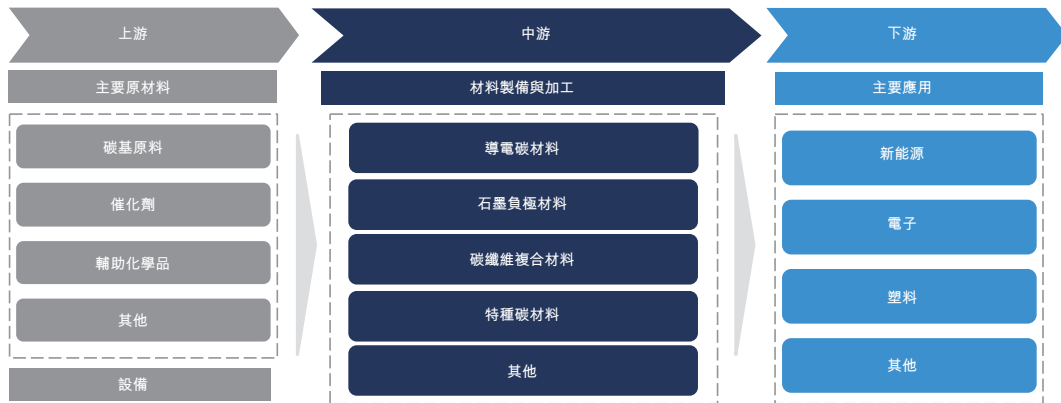 上游
中游
下游
主要原材料
材料製備與加工
主要應用
碳基原料
催化劑
輔助化學品
其他
設備
導電碳材料
石墨負極材料
碳纖維複合材料
特種碳材料
其他
新能源
電子
塑料
其他